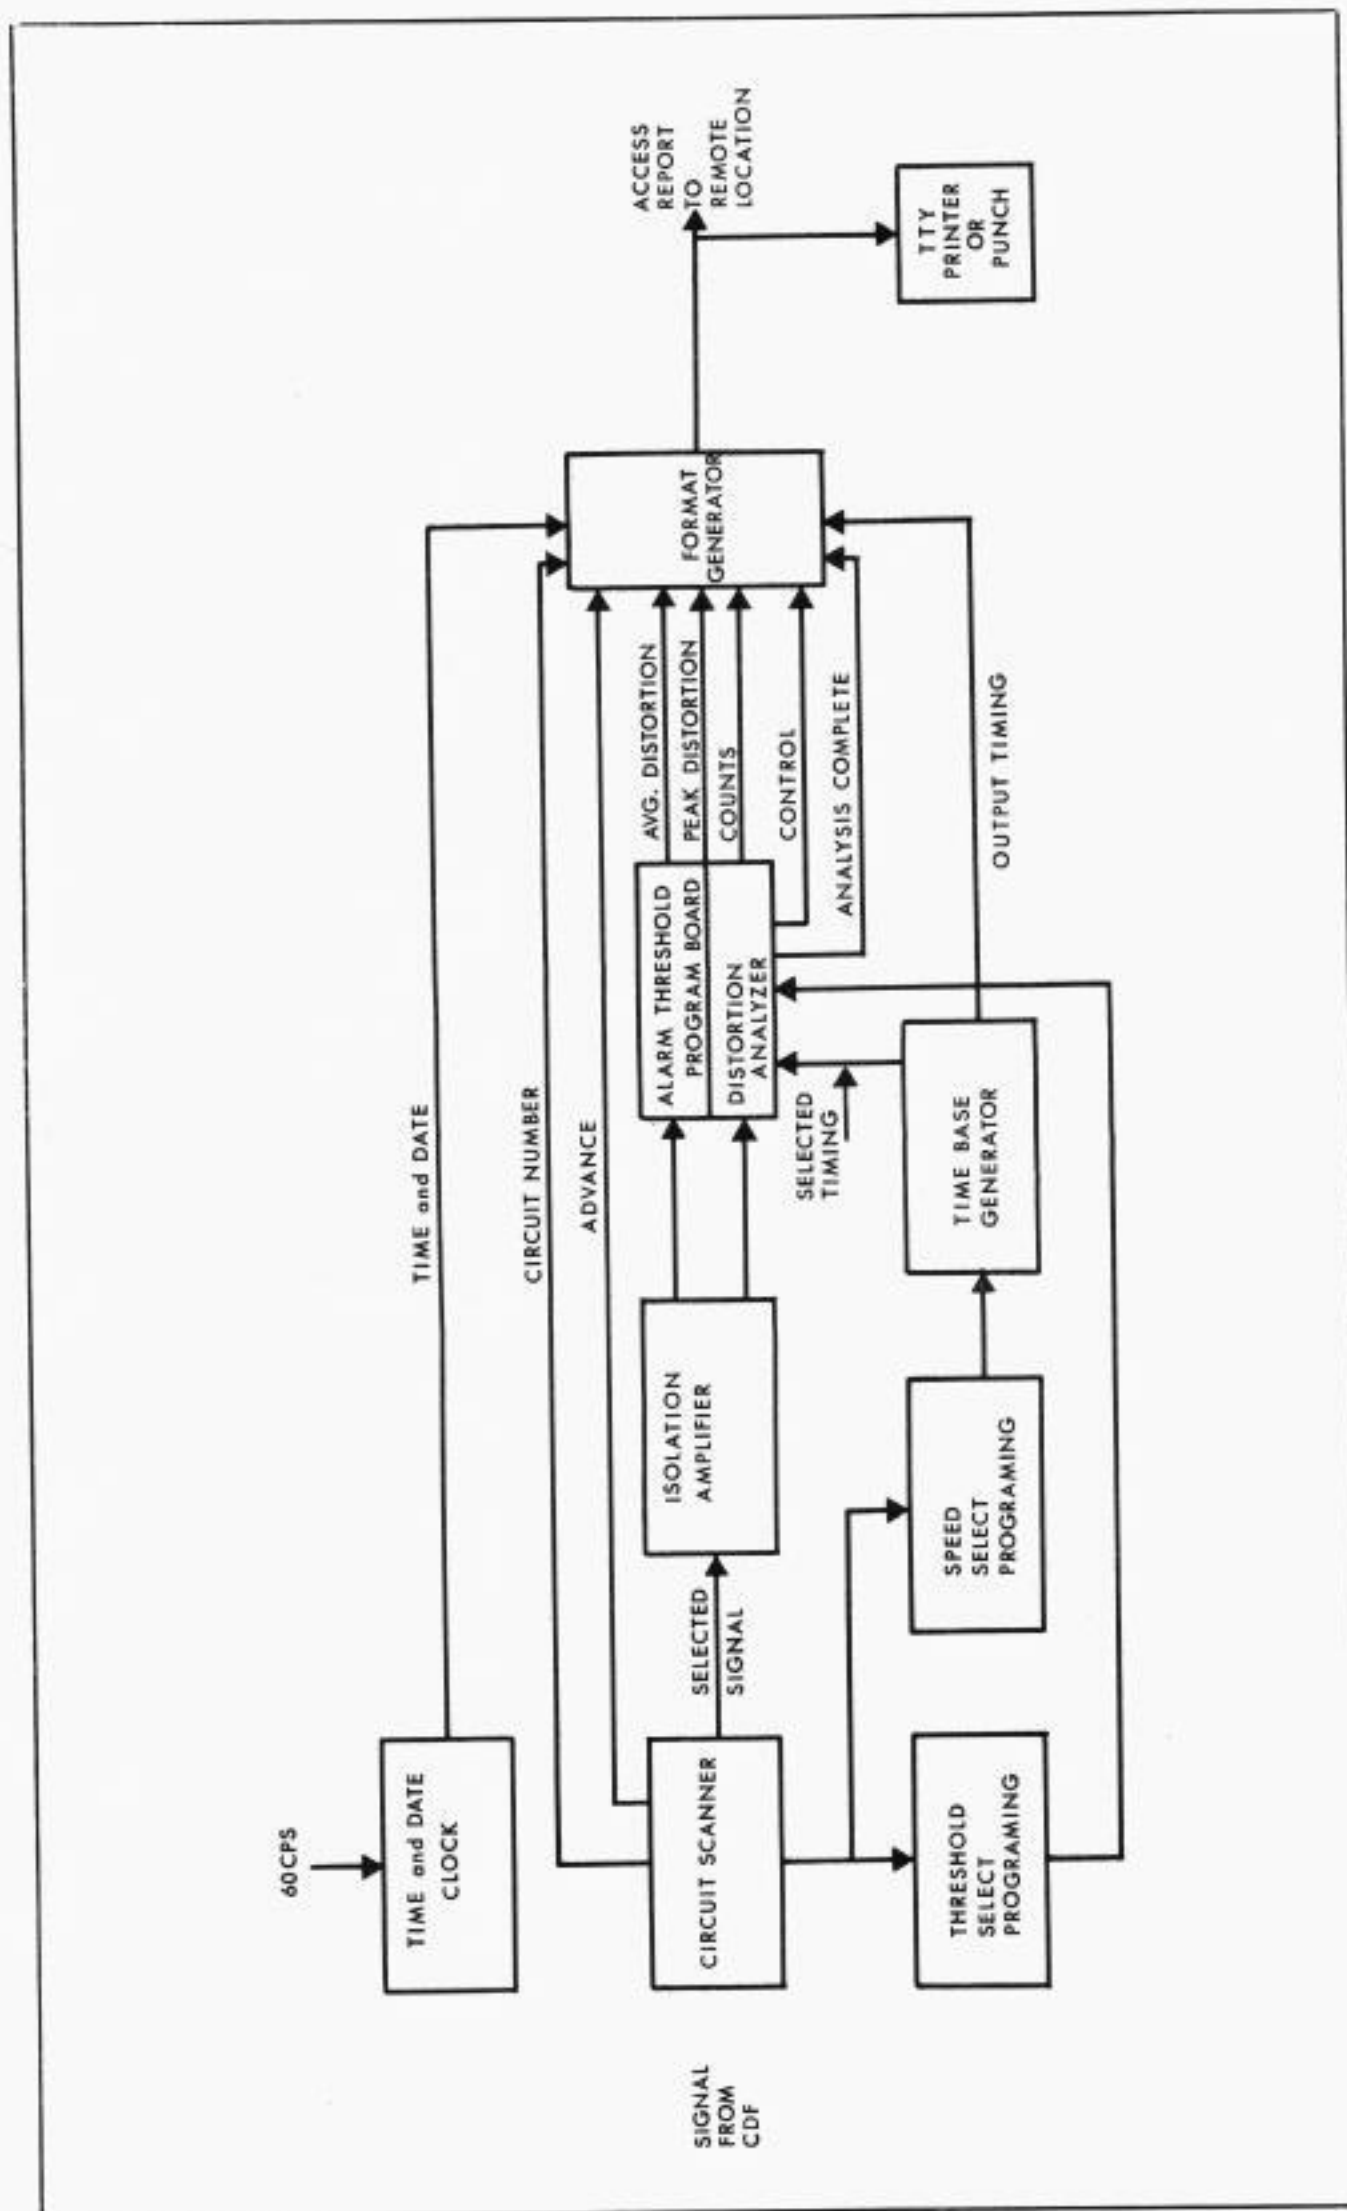 60CPS
TIME and DATE
CLOCK
TIME and DATE
CIRCUIT NUMBER
ADVANCE
SIGNAL
FROM
CDF
CIRCUIT SCANNER
SELECTED
SIGNAL
ISOLATION
AMPLIFIER
ALARM THRESHOLD
PROGRAM BOARD
DISTORTION
ANALYZER
AVG. DISTORTION
PEAK DISTORTION
COUNTS
CONTROL
ANALYSIS COMPLETE
FORMAT
GENERATOR
ACCESS
REPORT
TO
REMOTE
LOCATION
TTY
PRINTER
OR
PUNCH
THRESHOLD
SELECT
PROGRAMING
SPEED
SELECT
PROGRAMING
TIME BASE
GENERATOR
SELECTED
TIMING
OUTPUT TIMING